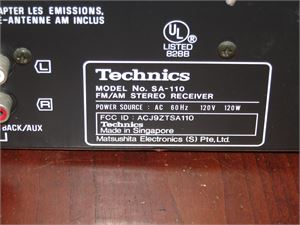 APTER LES EMISSIONS,
E-ANTENNE AM INCLUS
UL
LISTED
828B
L
R
BACK/AUX
Technics
MODEL No. SA-110
FM/AM STEREO RECEIVER
POWER SOURCE : AC 60Hz 120V 120W
FCC ID : ACJ9ZTSA110
Technics
Made in Singapore
Matsushita Electronics (S) Pte, Ltd.